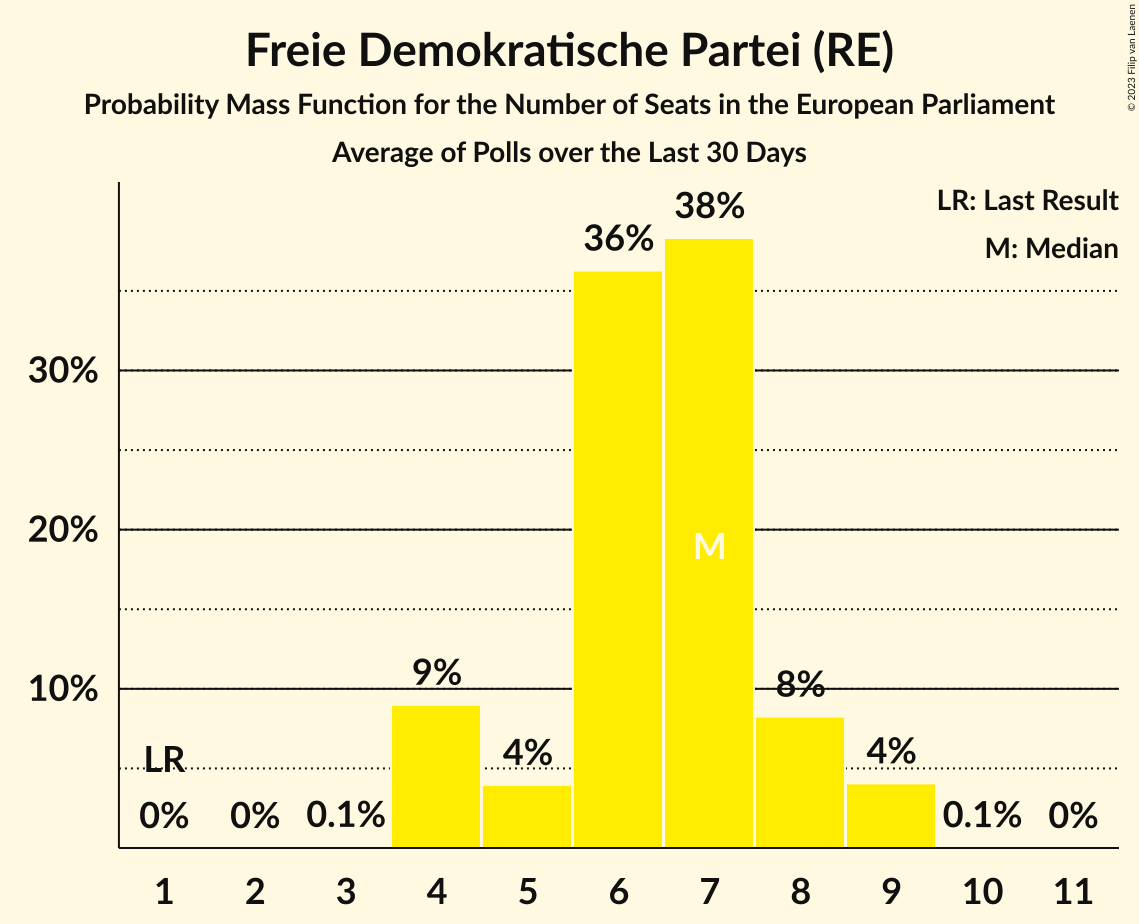 Freie Demokratische Partei (RE)
Probability Mass Function for the Number of Seats in the European Parliament
Average of Polls over the Last 30 Days
© 2023 Filip van Laenen
LR: Last Result
M: Median
38%
36%
30%
20%
M
10%
9%
8%
4%
4%
LR
0%
0%
0.1%
0.1%
0%
1 2 3 4 5 6 7 8 9 10 11